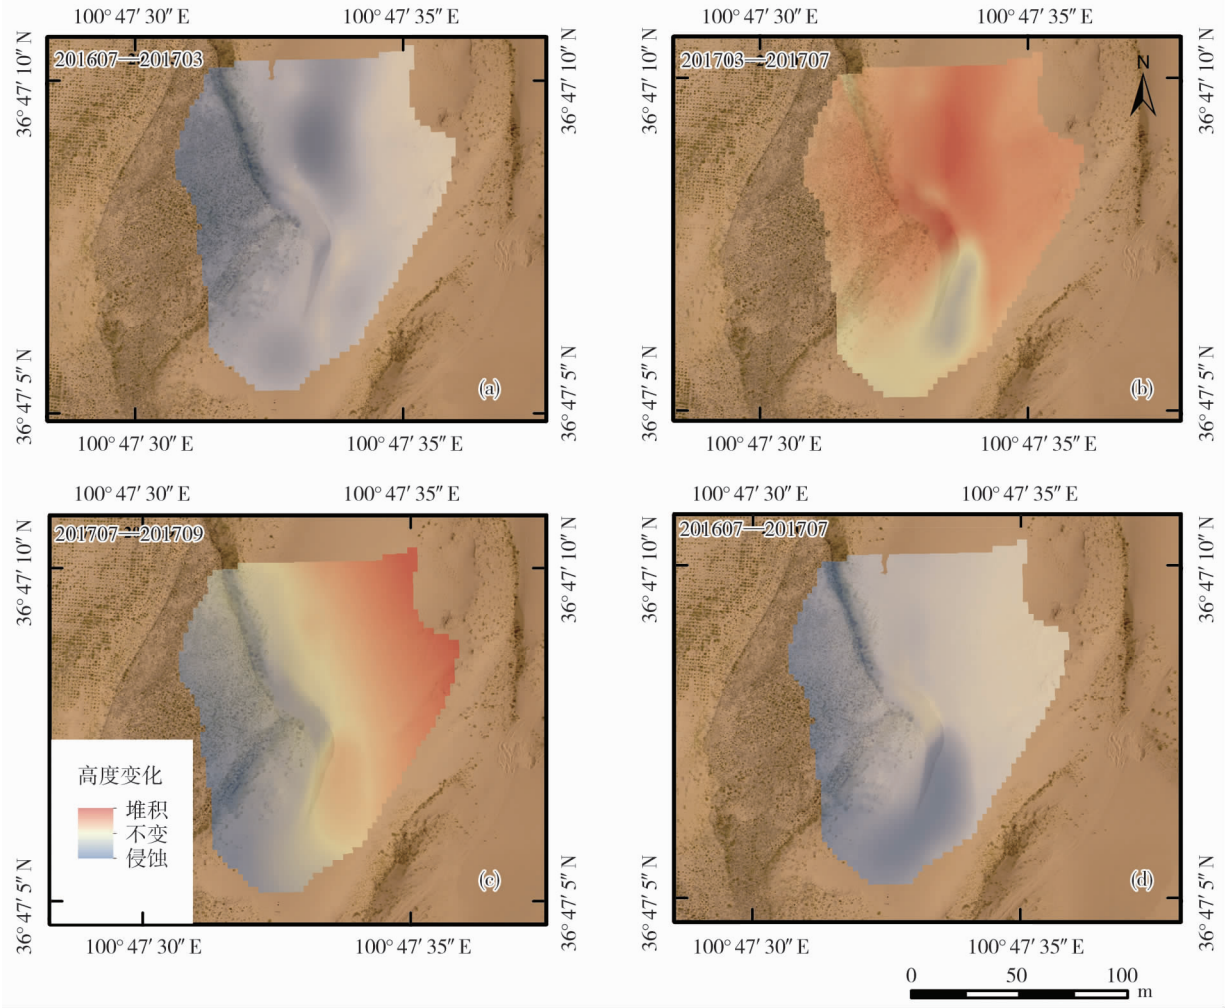 100° 47′ 30″ E
100° 47′ 35″ E
100° 47′ 30″ E
100° 47′ 35″ E
36° 47′ 10″ N
201607—201703
36° 47′ 10″ N
36° 47′ 10″ N
201703—201707
N
36° 47′ 10″ N
36° 47′ 5″ N
(a)
36° 47′ 5″ N
36° 47′ 5″ N
(b)
36° 47′ 5″ N
100° 47′ 30″ E
100° 47′ 35″ E
100° 47′ 30″ E
100° 47′ 35″ E
100° 47′ 30″ E
100° 47′ 35″ E
100° 47′ 30″ E
100° 47′ 35″ E
36° 47′ 10″ N
201707—201709
36° 47′ 10″ N
36° 47′ 10″ N
201607—201707
36° 47′ 10″ N
高度变化
堆积
不变
侵蚀
36° 47′ 5″ N
(c)
36° 47′ 5″ N
36° 47′ 5″ N
(d)
36° 47′ 5″ N
100° 47′ 30″ E
100° 47′ 35″ E
100° 47′ 30″ E
100° 47′ 35″ E
0 50 100
m